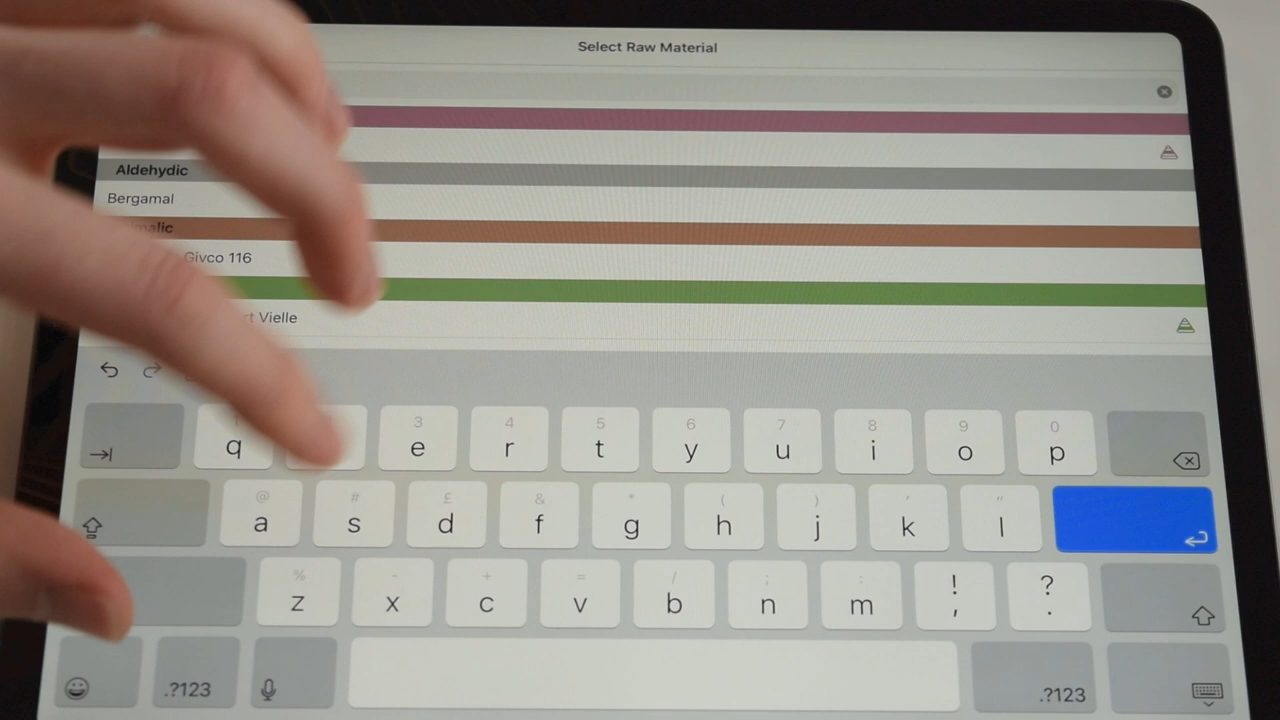 Select Raw Material
Aldehydic
Bergamal
Givco 116
Vielle
3 4 5 6 7 8 9 0
q e r t y u i o p
@ # £ & * ( ) ' "
a s d f g h j k l
% - + = / ; : ! ?
z x c v b n m , .
.?123 .?123